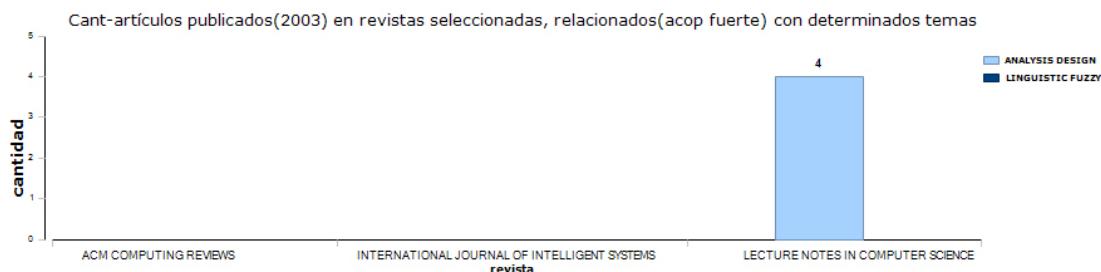 Cant-artículos publicados(2003) en revistas seleccionadas, relacionados(acop fuerte) con determinados temas
cantidad
5
4
3
2
1
0
4
ANALYSIS DESIGN
LINGUISTIC FUZZY
ACM COMPUTING REVIEWS
INTERNATIONAL JOURNAL OF INTELLIGENT SYSTEMS
LECTURE NOTES IN COMPUTER SCIENCE
revista